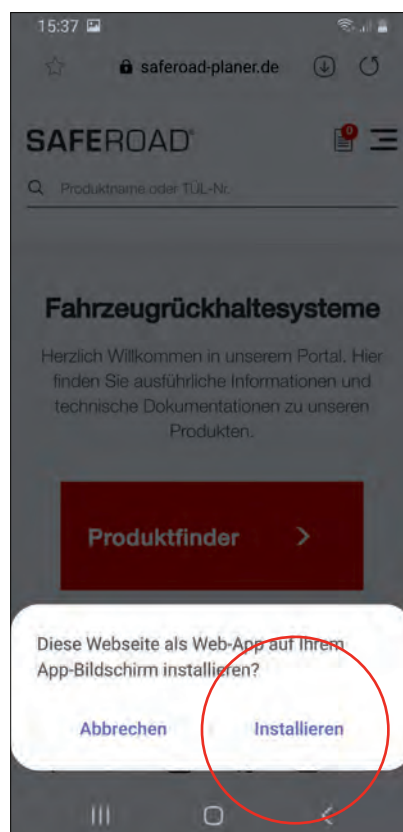 15:37
saferoad-planer.de
SAFEROAD®
0
Produktname oder TÜL-Nr.
Fahrzeugrückhaltesysteme
Herzlich Willkommen in unserem Portal. Hier
finden Sie ausführliche Informationen und
technische Dokumentationen zu unseren
Produkten.
Produktfinder
Diese Webseite als Web-App auf Ihrem
App-Bildschirm installieren?
Abbrechen Installieren